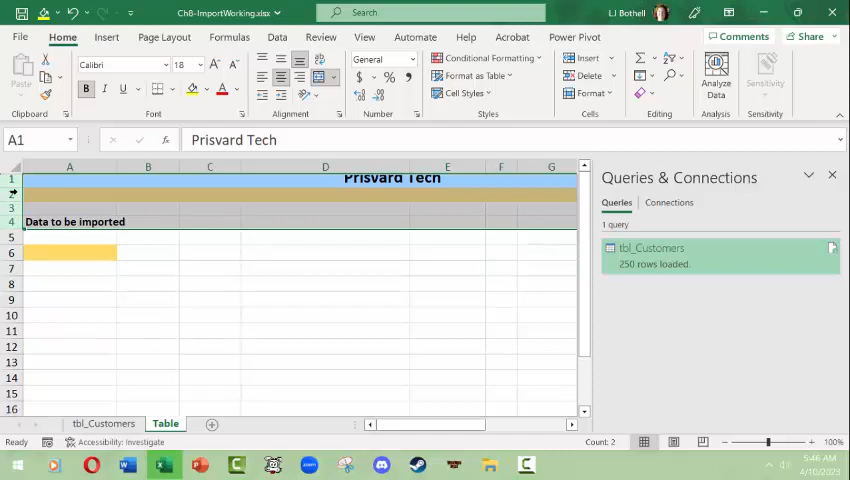 Ch8-ImportWorking.xlsx
Search
LJ Bothell
File Home Insert Page Layout Formulas Data Review View Automate Help Acrobat Power Pivot Comments Share
Calibri 18 General Conditional Formatting Insert
Paste Format as Table Delete Analyze Data Sensitivity
B I U Cell Styles Format
Clipboard Font Alignment Number Styles Cells Editing Analysis Sensitivity
A1 fx Prisvard Tech
A B C D E F G
1 Prisvard Tech
2
3
4 Data to be imported
5
6
7
8
9
10
11
12
13
14
15
16
Queries & Connections
Queries Connections
1 query
tbl_Customers
250 rows loaded.
tbl_Customers Table
Ready Accessibility: Investigate Count: 2 100%
5:46 AM
4/10/2023